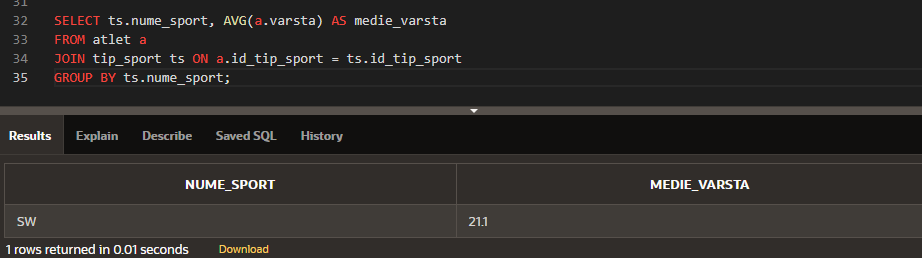 31
32 SELECT ts.nume_sport, AVG(a.varsta) AS medie_varsta
33 FROM atlet a
34 JOIN tip_sport ts ON a.id_tip_sport = ts.id_tip_sport
35 GROUP BY ts.nume_sport;
Results Explain Describe Saved SQL History
NUME_SPORT MEDIE_VARSTA
SW 21.1
1 rows returned in 0.01 seconds Download